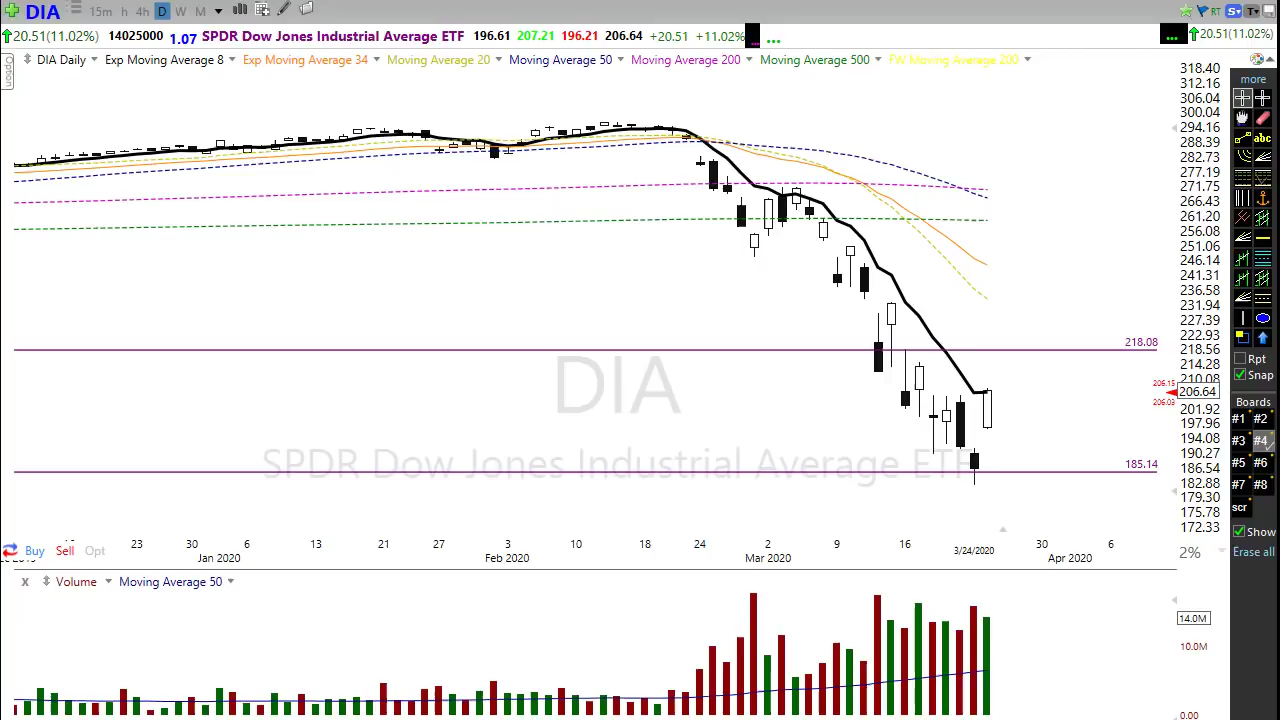 DIA 15m h 4h D W M RT S T
20.51(11.02%) 14025000 1.07 SPDR Dow Jones Industrial Average ETF 196.61 207.21 196.21 206.64 +20.51 +11.02% ... ... 20.51(11.02%)
Option
DIA Daily Exp Moving Average 8 Exp Moving Average 34 Moving Average 20 Moving Average 50 Moving Average 200 Moving Average 500 FW Moving Average 200
318.40
312.16
306.04
300.04
294.16
288.39
282.73
277.19
271.75
266.43
261.20
256.08
251.06
246.14
241.31
236.58
231.94
227.39
222.93
218.56
214.28
210.08
206.64
201.92
197.96
194.08
190.27
186.54
182.88
179.30
175.78
172.33
218.08
206.15
206.03
185.14
DIA
SPDR Dow Jones Industrial Average ETF
23 30 6 13 21 27 3 10 18 24 2 9 16 3/24/2020 30 6
Jan 2020 Feb 2020 Mar 2020 Apr 2020
Buy Sell Opt
2%
x Volume Moving Average 50
14.0M
10.0M
0.00
more
abc
Rpt
Snap
Boards
#1 #2
#3 #4
#5 #6
#7 #8
scr
Show
Erase all